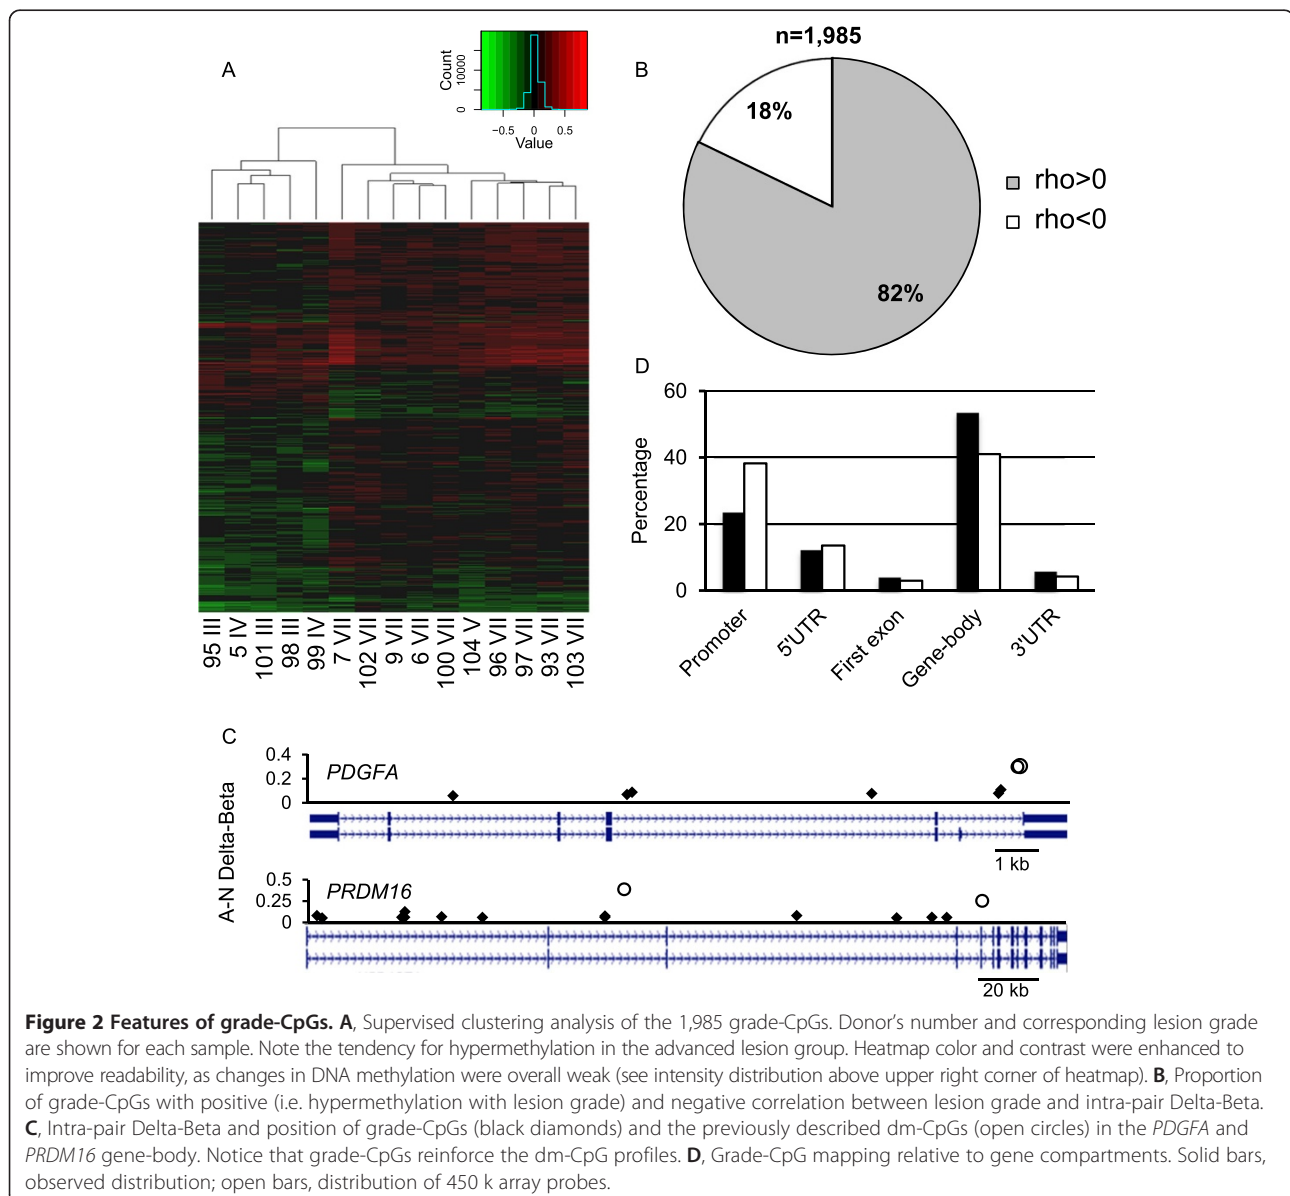 A
Count
10000
0
−0.5 0 0.5
Value
95 III
5 IV
101 III
98 III
99 IV
7 VII
102 VII
9 VII
6 VII
100 VII
104 V
96 VII
97 VII
93 VII
103 VII
B
n=1,985
18%
82%
rho>0
rho<0
D
Percentage
60
40
20
0
Promoter
5'UTR
First exon
Gene-body
3'UTR
C
A-N Delta-Beta
0.4
0.2
0
PDGFA
1 kb
0.5
0.25
0
PRDM16
20 kb
Figure 2 Features of grade-CpGs. A, Supervised clustering analysis of the 1,985 grade-CpGs. Donor's number and corresponding lesion grade
are shown for each sample. Note the tendency for hypermethylation in the advanced lesion group. Heatmap color and contrast were enhanced to
improve readability, as changes in DNA methylation were overall weak (see intensity distribution above upper right corner of heatmap). B, Proportion
of grade-CpGs with positive (i.e. hypermethylation with lesion grade) and negative correlation between lesion grade and intra-pair Delta-Beta.
C, Intra-pair Delta-Beta and position of grade-CpGs (black diamonds) and the previously described dm-CpGs (open circles) in the PDGFA and
PRDM16 gene-body. Notice that grade-CpGs reinforce the dm-CpG profiles. D, Grade-CpG mapping relative to gene compartments. Solid bars,
observed distribution; open bars, distribution of 450 k array probes.